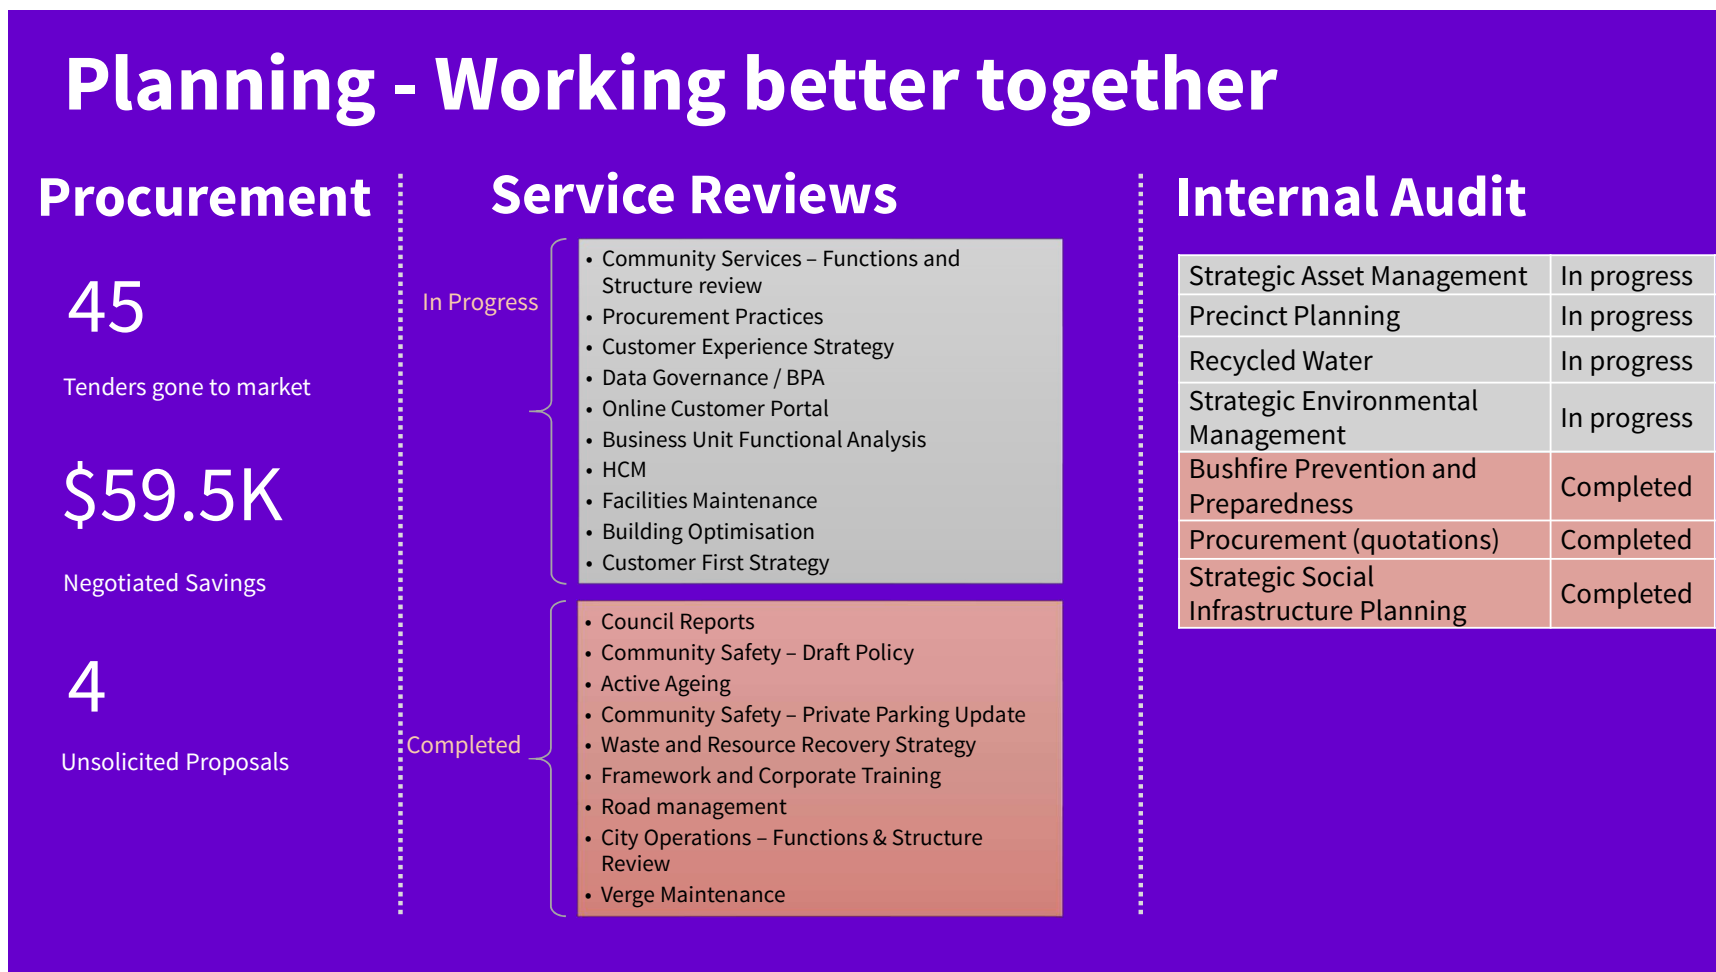 Planning - Working better together
Procurement
45
Tenders gone to market
$59.5K
Negotiated Savings
4
Unsolicited Proposals
Service Reviews
In Progress
• Community Services – Functions and
Structure review
• Procurement Practices
• Customer Experience Strategy
• Data Governance / BPA
• Online Customer Portal
• Business Unit Functional Analysis
• HCM
• Facilities Maintenance
• Building Optimisation
• Customer First Strategy
Completed
• Council Reports
• Community Safety – Draft Policy
• Active Ageing
• Community Safety – Private Parking Update
• Waste and Resource Recovery Strategy
• Framework and Corporate Training
• Road management
• City Operations – Functions & Structure
Review
• Verge Maintenance
Internal Audit
Strategic Asset Management In progress
Precinct Planning In progress
Recycled Water In progress
Strategic Environmental
Management In progress
Bushfire Prevention and
Preparedness Completed
Procurement (quotations) Completed
Strategic Social
Infrastructure Planning Completed